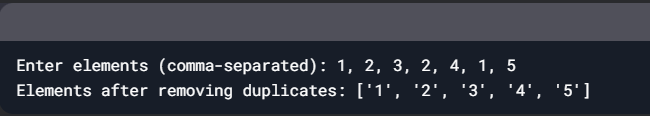 Enter elements (comma-separated): 1, 2, 3, 2, 4, 1, 5
Elements after removing duplicates: ['1', '2', '3', '4', '5']